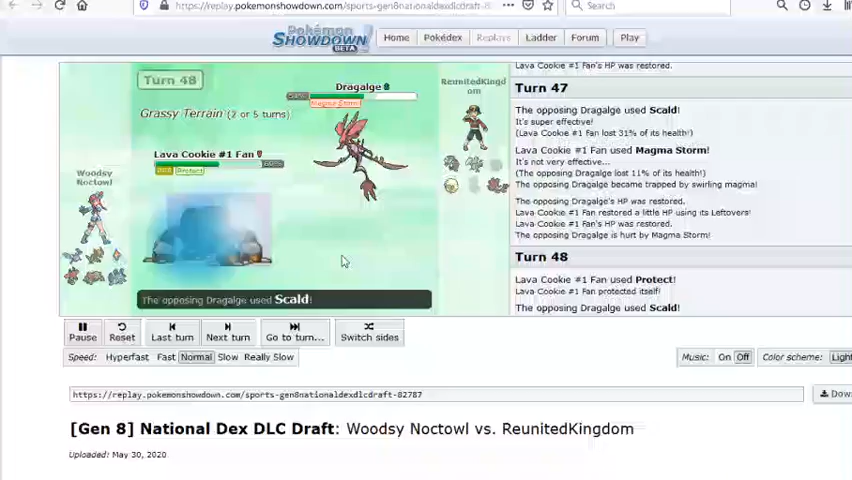 https://replay.pokemonshowdown.com/sports-gen8nationaldexdlcdraft-8
Search
Pokémon
SHOWDOWN
BETA
Home
Pokédex
Replays
Ladder
Forum
Play
Turn 48
Grassy Terrain (2 or 5 turns)
Dragalge
Magma Storm
ReunitedKingd
om
Lava Cookie #1 Fan
Protect
Woodsy
Noctowl
The opposing Dragalge used Scald!
Lava Cookie #1 Fan's HP was restored.
Turn 47
The opposing Dragalge used Scald!
It's super effective!
(Lava Cookie #1 Fan lost 31% of its health!)
Lava Cookie #1 Fan used Magma Storm!
It's not very effective...
(The opposing Dragalge lost 11% of its health!)
The opposing Dragalge became trapped by swirling magma!
The opposing Dragalge's HP was restored.
Lava Cookie #1 Fan restored a little HP using its Leftovers!
Lava Cookie #1 Fan's HP was restored.
The opposing Dragalge is hurt by Magma Storm!
Turn 48
Lava Cookie #1 Fan used Protect!
Lava Cookie #1 Fan protected itself!
The opposing Dragalge used Scald!
Pause
Reset
Last turn
Next turn
Go to turn...
Switch sides
Speed: Hyperfast Fast Normal Slow Really Slow
Music: On Off
Color scheme: Light
https://replay.pokemonshowdown.com/sports-gen8nationaldexdlcdraft-82787
Dow
[Gen 8] National Dex DLC Draft: Woodsy Noctowl vs. ReunitedKingdom
Uploaded: May 30, 2020